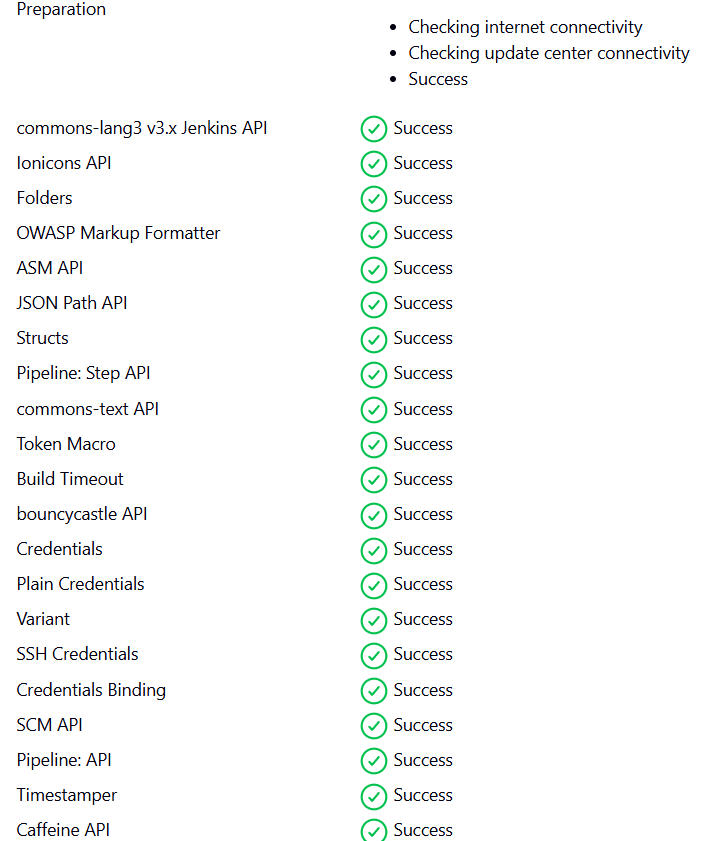 Preparation
Checking internet connectivity
Checking update center connectivity
Success
commons-lang3 v3.x Jenkins API Success
Ionicons API Success
Folders Success
OWASP Markup Formatter Success
ASM API Success
JSON Path API Success
Structs Success
Pipeline: Step API Success
commons-text API Success
Token Macro Success
Build Timeout Success
bouncycastle API Success
Credentials Success
Plain Credentials Success
Variant Success
SSH Credentials Success
Credentials Binding Success
SCM API Success
Pipeline: API Success
Timestamper Success
Caffeine API Success